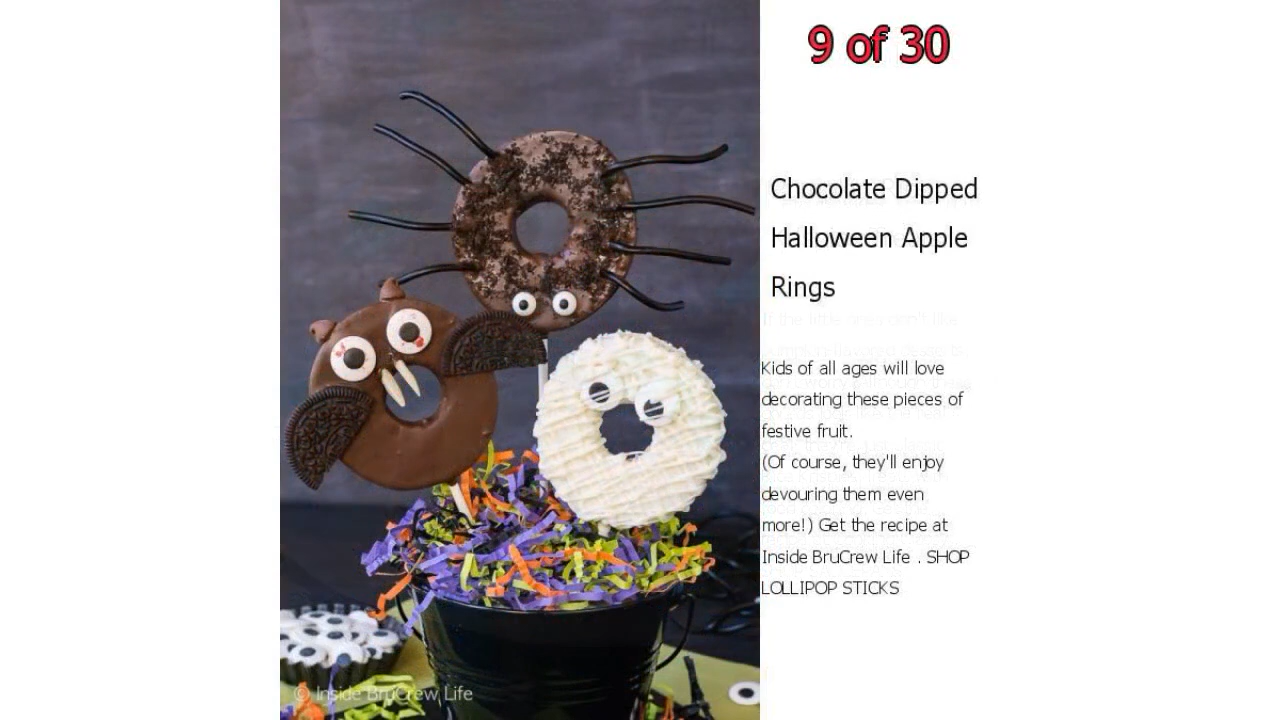 9 of 30
Chocolate Dipped
Halloween Apple
Rings
Kids of all ages will love
decorating these pieces of
festive fruit.
(Of course, they'll enjoy
devouring them even
more!) Get the recipe at
Inside BruCrew Life . SHOP
LOLLIPOP STICKS
© Inside BruCrew Life